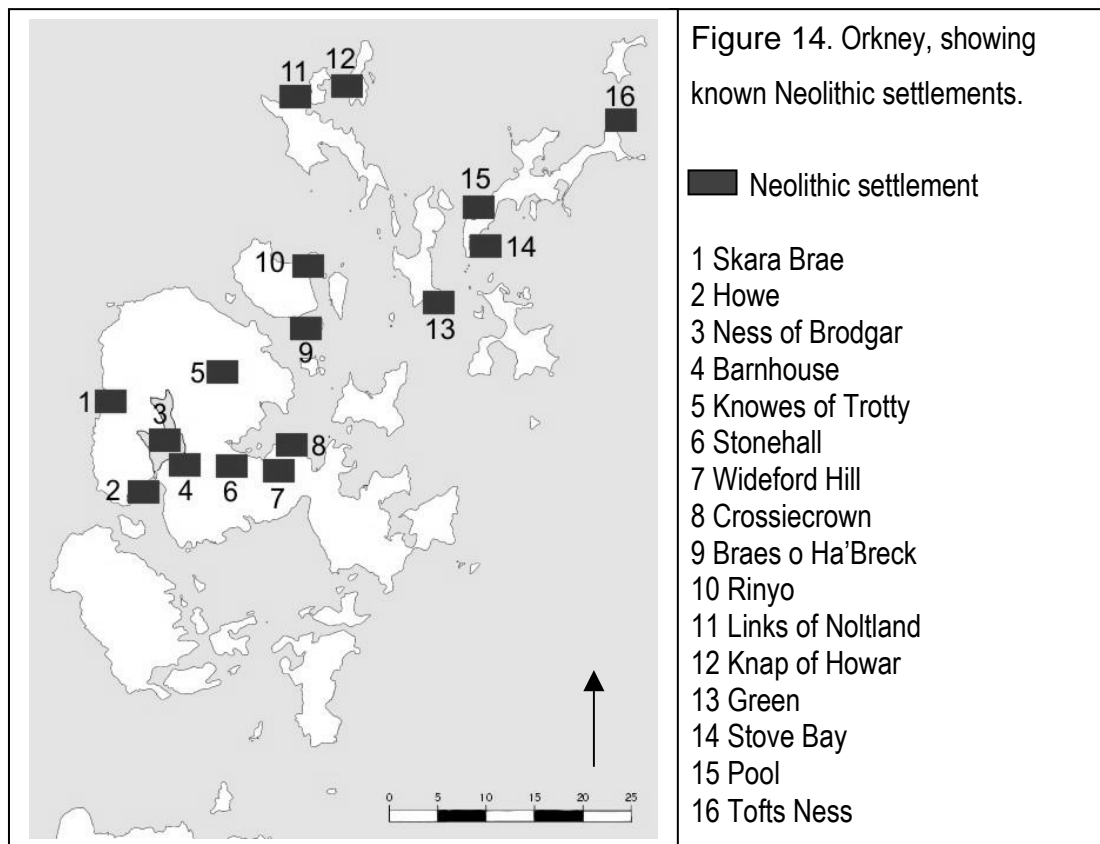 Figure 14. Orkney, showing
known Neolithic settlements.
Neolithic settlement
1 Skara Brae
2 Howe
3 Ness of Brodgar
4 Barnhouse
5 Knowes of Trotty
6 Stonehall
7 Wideford Hill
8 Crossiecrown
9 Braes o Ha’Breck
10 Rinyo
11 Links of Noltland
12 Knap of Howar
13 Green
14 Stove Bay
15 Pool
16 Tofts Ness
12
11
16
15
14
10
13
9
5
1
3
8
2
4
6
7
0 5 10 15 20 25